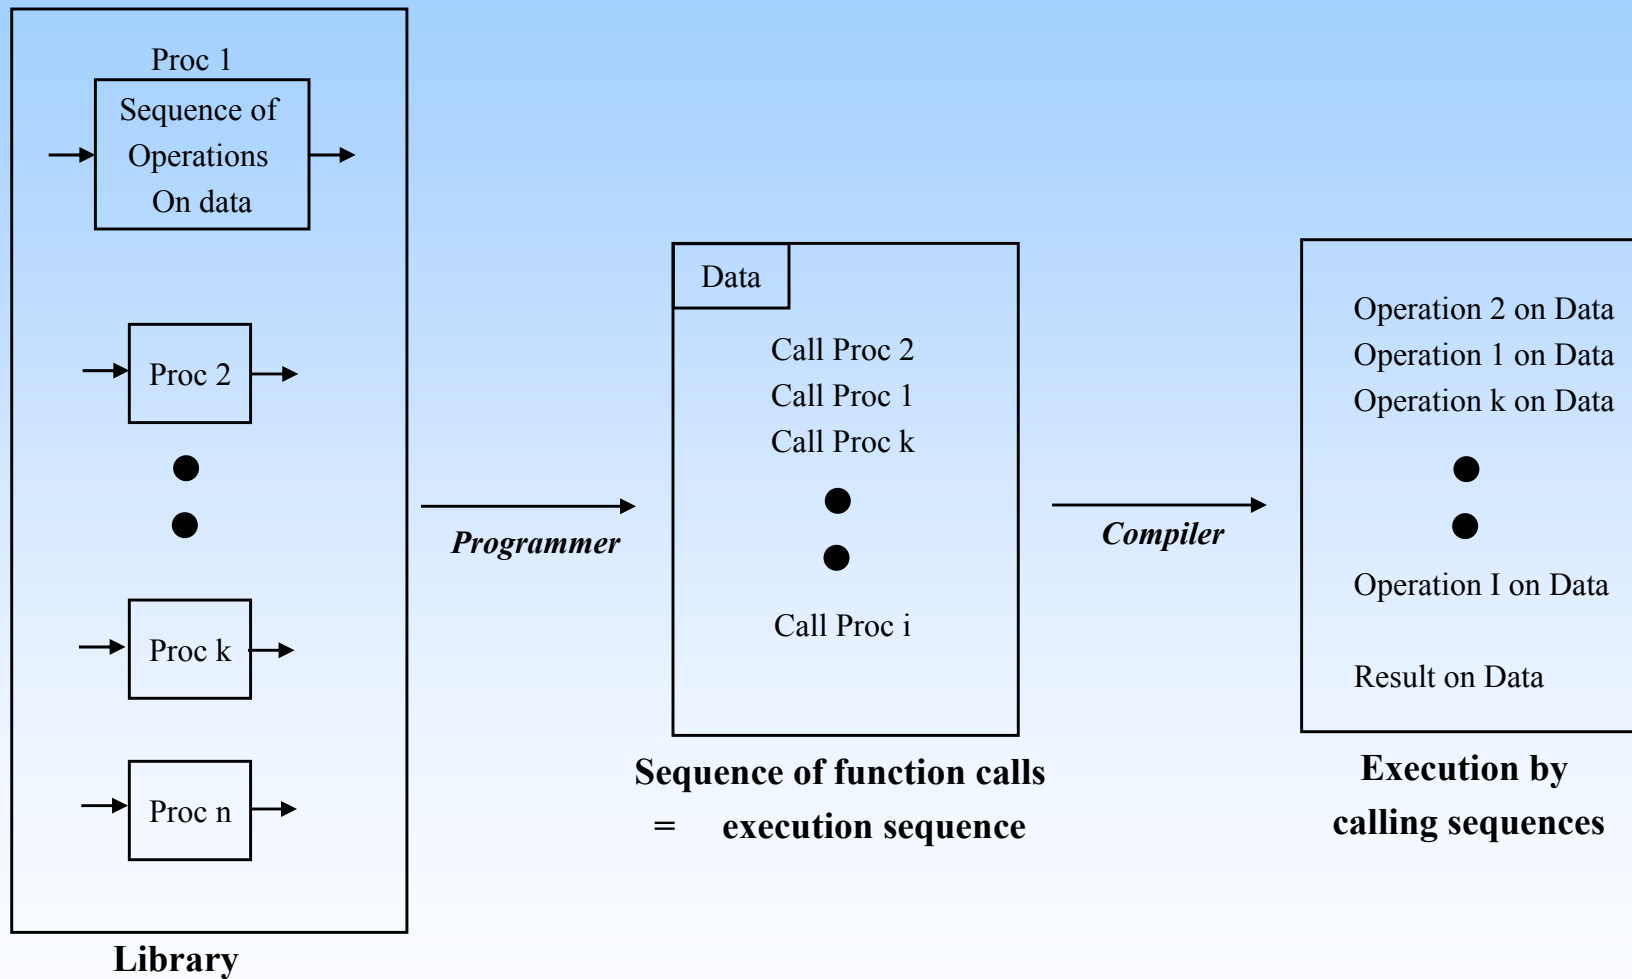 Proc 1
Sequence of
Operations
On data
Proc 2
Proc k
Proc n
Library
Programmer
Data
Call Proc 2
Call Proc 1
Call Proc k
Call Proc i
Sequence of function calls
= execution sequence
Compiler
Operation 2 on Data
Operation 1 on Data
Operation k on Data
Operation I on Data
Result on Data
Execution by
calling sequences